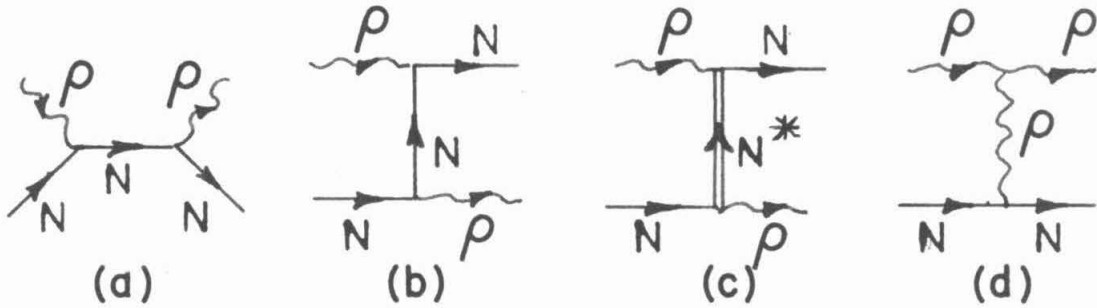 ρ ρ N N N
(a)
ρ N N N ρ
(b)
ρ N N* N ρ
(c)
ρ ρ ρ N N
(d)